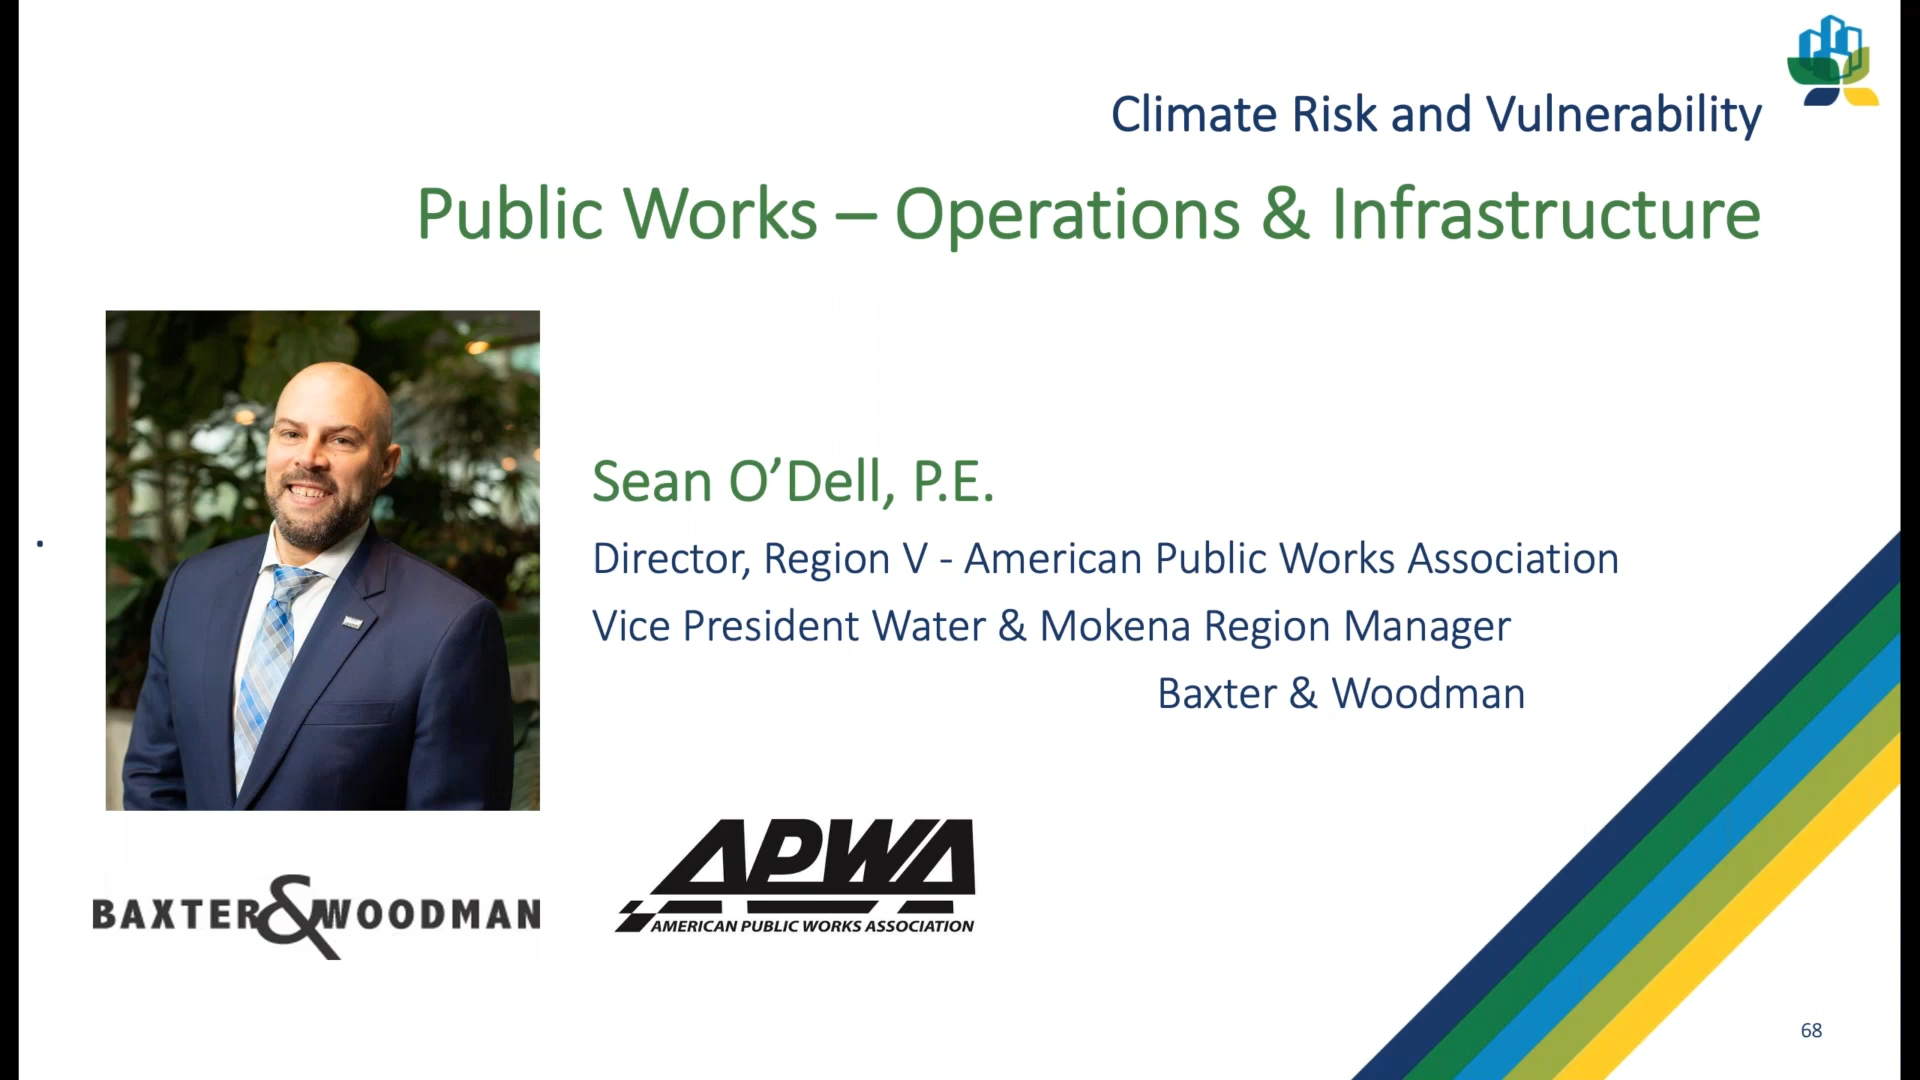 Climate Risk and Vulnerability
Public Works – Operations & Infrastructure
Sean O’Dell, P.E.
Director, Region V - American Public Works Association
Vice President Water & Mokena Region Manager
Baxter & Woodman
BAXTER&WOODMAN
APWA
AMERICAN PUBLIC WORKS ASSOCIATION
68